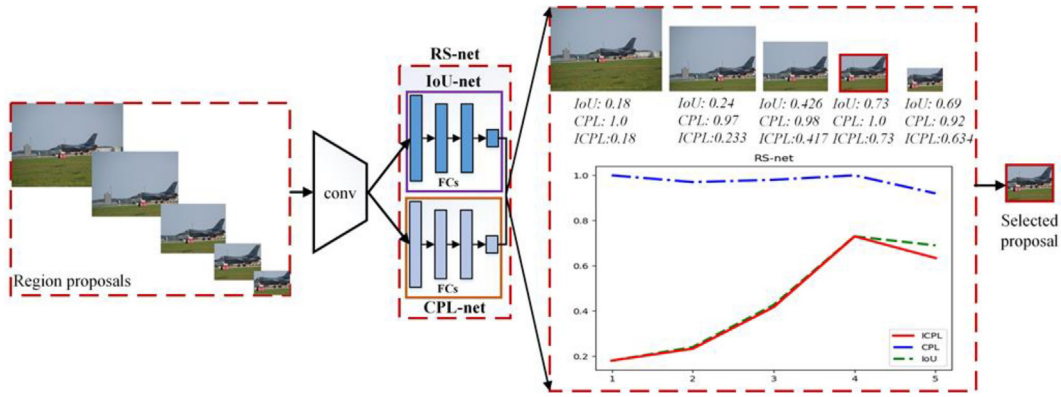 RS-net
IoU-net
FCs
FCs
CPL-net
conv
Region proposals
IoU: 0.18
CPL: 1.0
ICPL:0.18
IoU: 0.24
CPL: 0.97
ICPL:0.233
IoU: 0.426
CPL: 0.98
ICPL:0.417
IoU: 0.73
CPL: 1.0
ICPL:0.73
IoU: 0.69
CPL: 0.92
ICPL:0.634
RS-net
1.0
0.8
0.6
0.4
0.2
1 2 3 4 5
ICPL
CPL
IoU
Selected
proposal